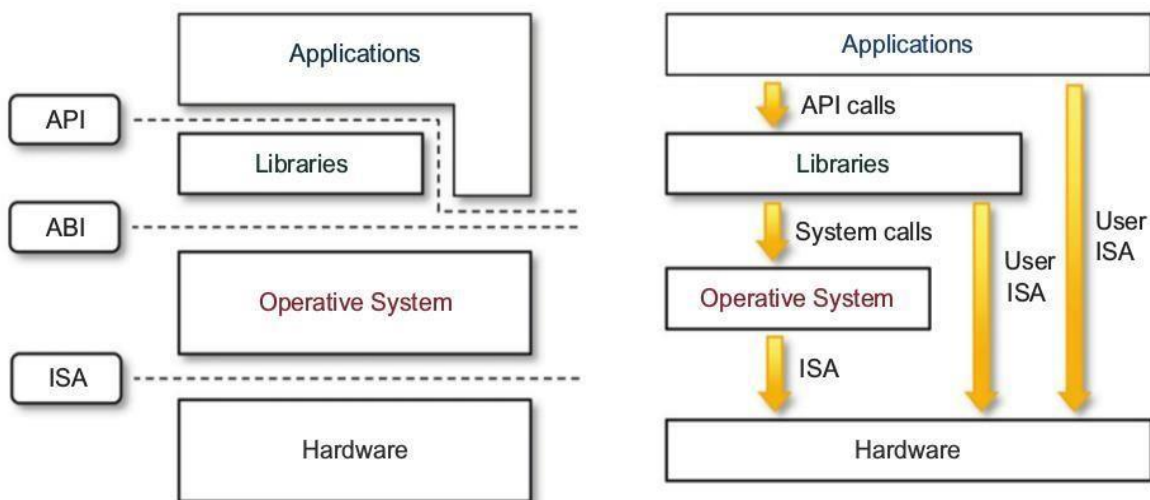 Applications
API
Libraries
ABI
Operative System
ISA
Hardware
Applications
API calls
Libraries
System calls
User
ISA
User
ISA
Operative System
ISA
Hardware